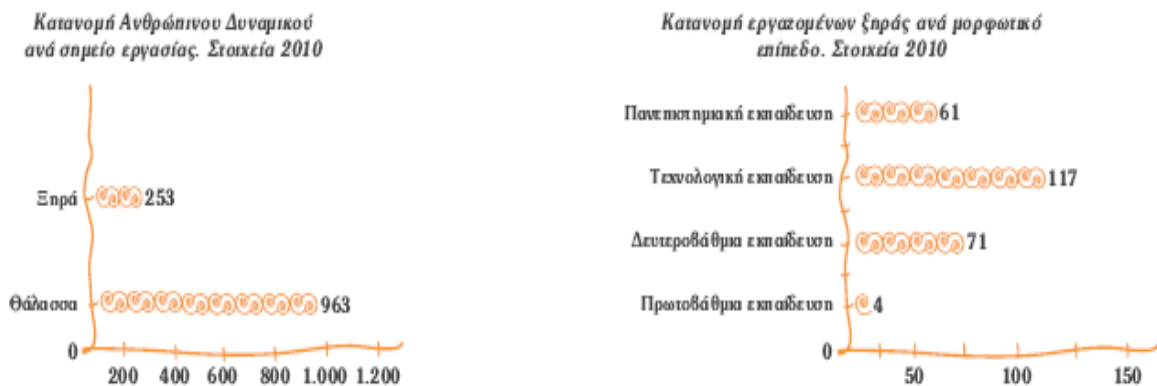 Κατανομή Ανθρώπινου Δυναμικού
ανά σημείο εργασίας. Στοιχεία 2010
Ξηρά
253
Θάλασσα
963
0
200 400 600 800 1.000 1.200
Κατανομή εργαζομένων ξηράς ανά μορφωτικό
επίπεδο. Στοιχεία 2010
Πανεπιστημιακή εκπαίδευση
61
Τεχνολογική εκπαίδευση
117
Δευτεροβάθμια εκπαίδευση
71
Πρωτοβάθμια εκπαίδευση
4
0
50 100 150